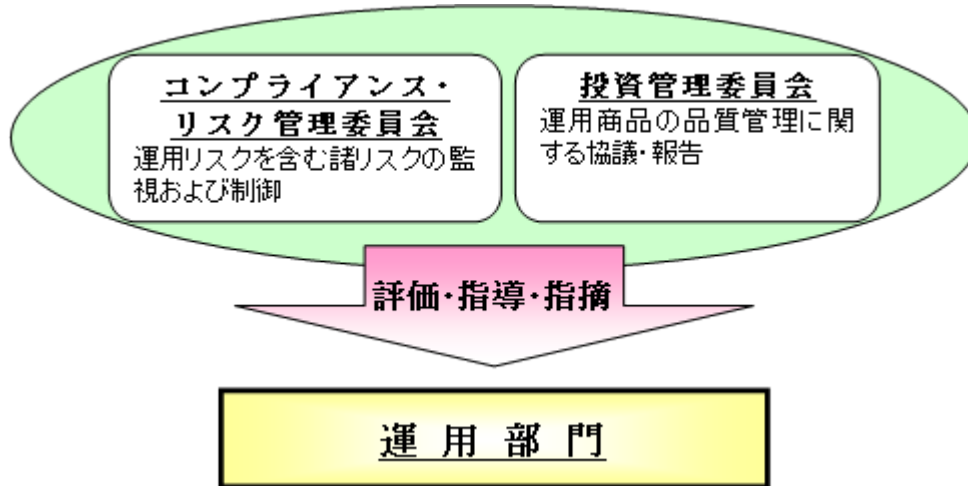 コンプライアンス・
リスク管理委員会
運用リスクを含む諸リスクの監
視および制御
投資管理委員会
運用商品の品質管理に関
する協議・報告
評価・指導・指摘
運用部門